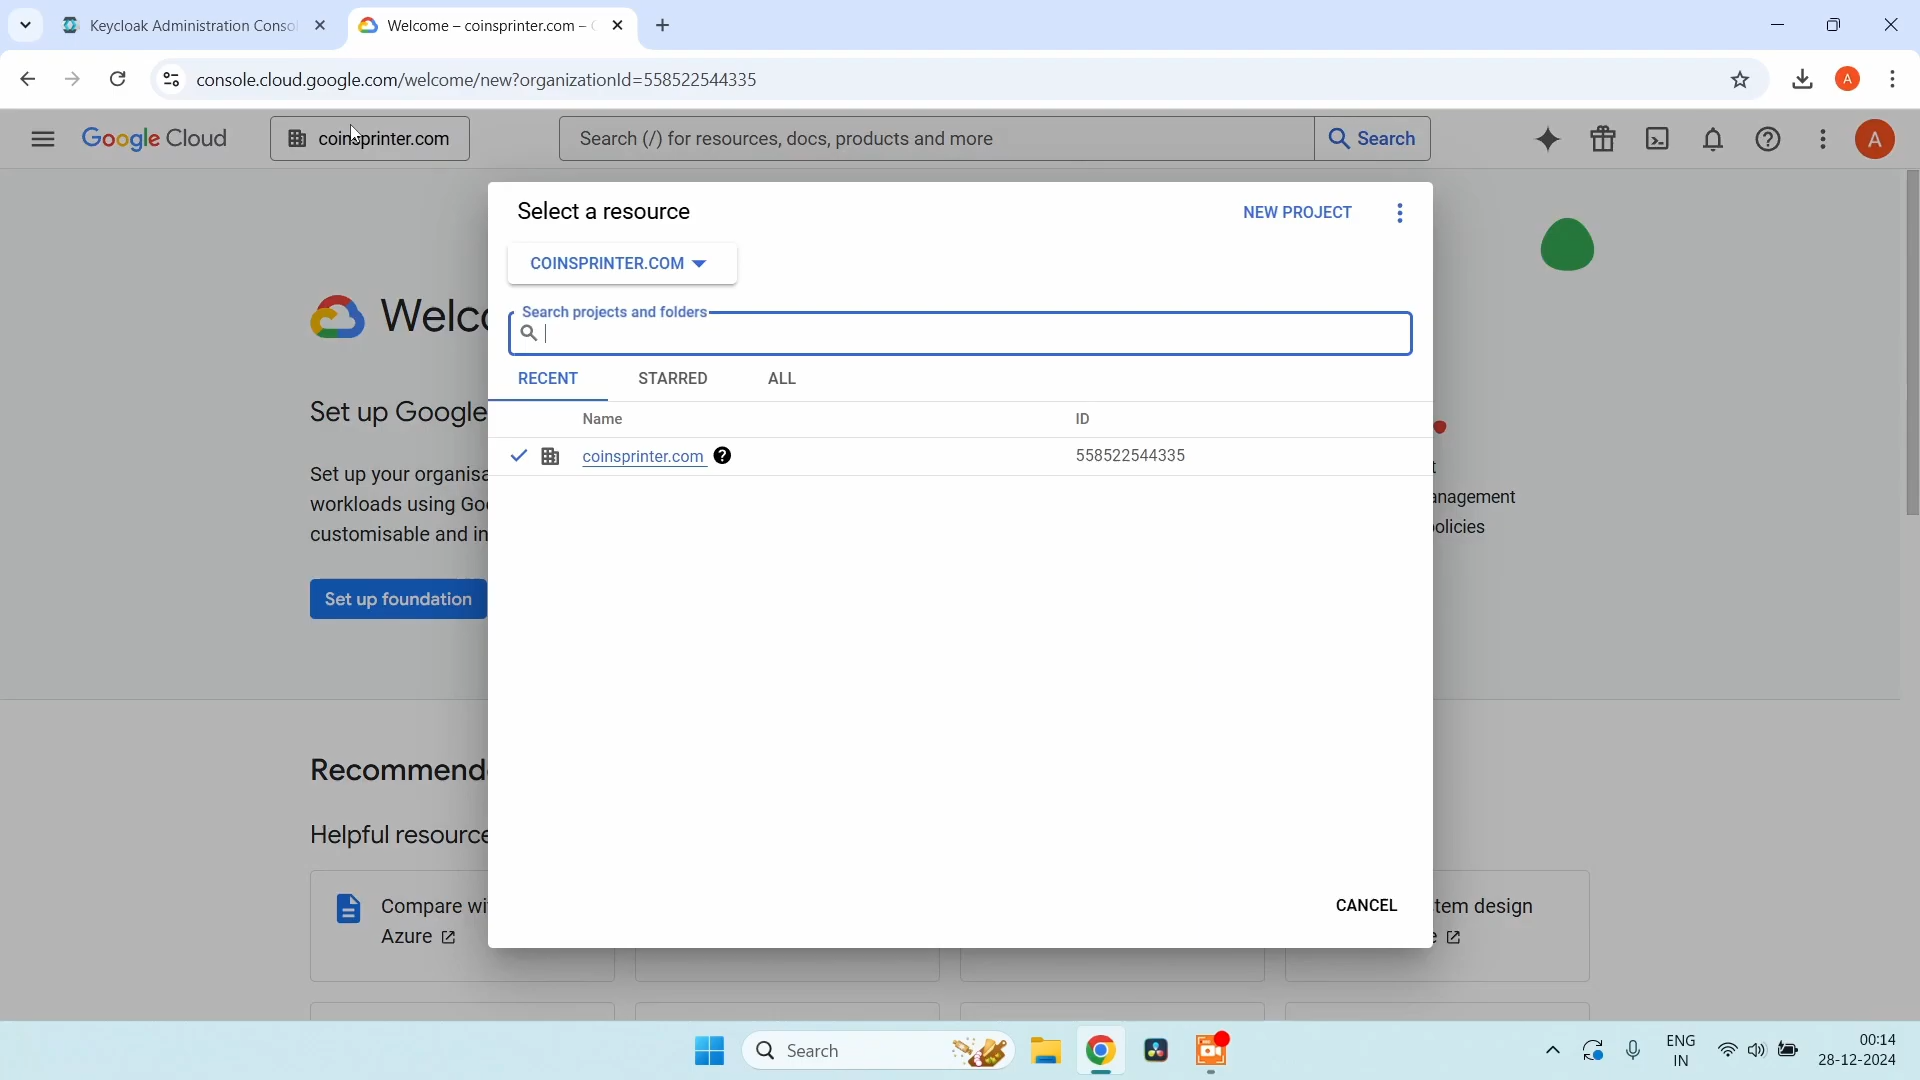 Keycloak Administration Conso
Welcome – coinsprinter.com –
console.cloud.google.com/welcome/new?organizationId=558522544335
A
Google Cloud
coinsprinter.com
Search (/) for resources, docs, products and more
Search
A
Select a resource
NEW PROJECT
COINSPRINTER.COM
Search projects and folders
RECENT
STARRED
ALL
Name
ID
coinsprinter.com
558522544335
CANCEL
Welco
Set up Google
Set up your organisa
workloads using Go
customisable and in
Set up foundation
anagement
olicies
Recommend
Helpful resource
Compare wi
Azure
tem design
Search
ENG
IN
00:14
28-12-2024